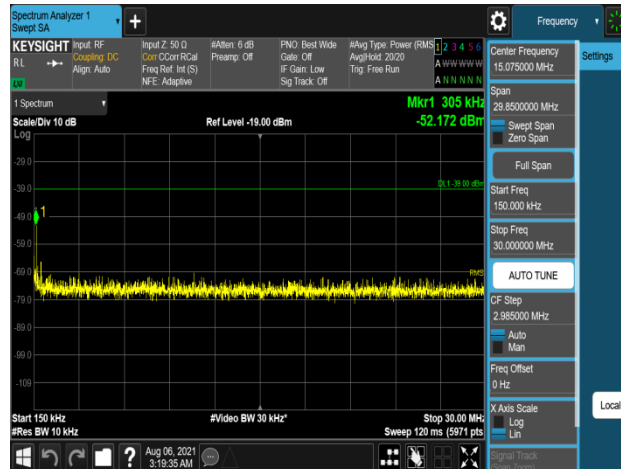 Spectrum Analyzer 1
Swept SA
Frequency
KEYSIGHT
Input: RF
Input Z: 50 Ω
#Atten: 6 dB
PNO: Best Wide
#Avg Type: Power (RMS)
1 2 3 4 5 6
RL
Coupling: DC
Corr CCorr RCal
Preamp: Off
Gate: Off
Avg|Hold: 20/20
A WWWWW
Align: Auto
Freq Ref: Int (S)
IF Gain: Low
Trig: Free Run
LXI
NFE: Adaptive
Sig Track: Off
A N N N N N
1 Spectrum
Mkr1 305 kHz
Scale/Div 10 dB
Ref Level -19.00 dBm
-52.172 dBm
Log
-29.0
DL1 -39.00 dBm
-39.0
1
-49.0
-59.0
-69.0
RMS
-79.0
-89.0
-99.0
-109
Start 150 kHz
#Video BW 30 kHz*
Stop 30.00 MHz
#Res BW 10 kHz
Sweep 120 ms (5971 pts)
?
Aug 06, 2021
3:19:35 AM
Center Frequency
15.075000 MHz
Settings
Span
29.8500000 MHz
Swept Span
Zero Span
Full Span
Start Freq
150.000 kHz
Stop Freq
30.000000 MHz
AUTO TUNE
CF Step
2.985000 MHz
Auto
Man
Freq Offset
0 Hz
X Axis Scale
Log
Lin
Local
Signal Track
(Span Zoom)